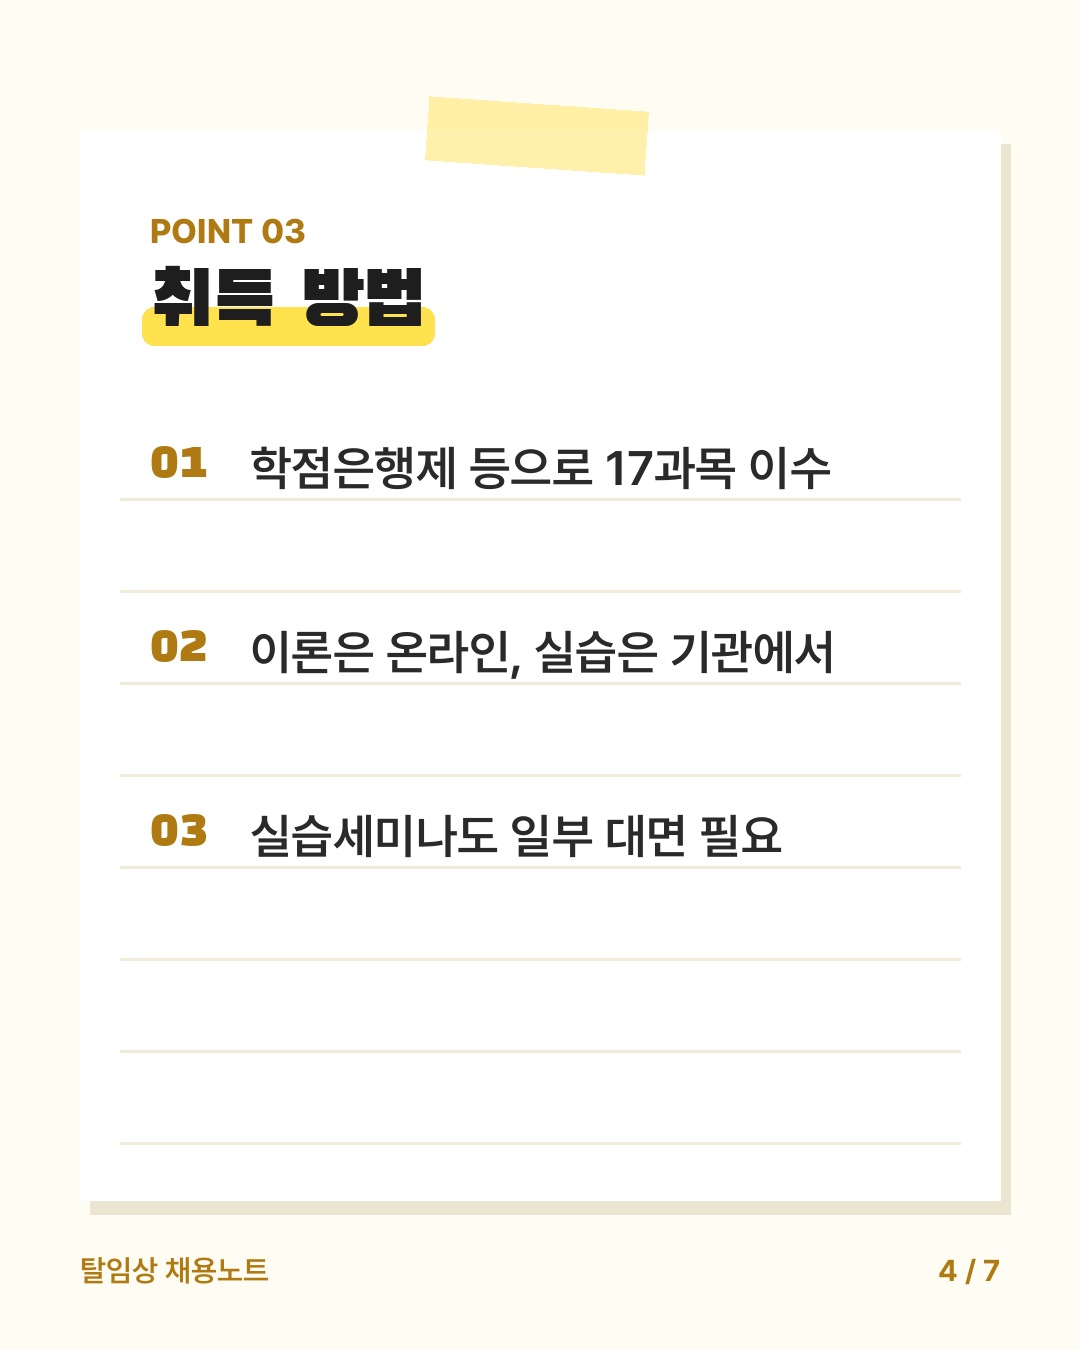 POINT 03
취득 방법
01 학점은행제 등으로 17과목 이수
02 이론은 온라인, 실습은 기관에서
03 실습세미나도 일부 대면 필요
탈임상 채용노트
4 / 7